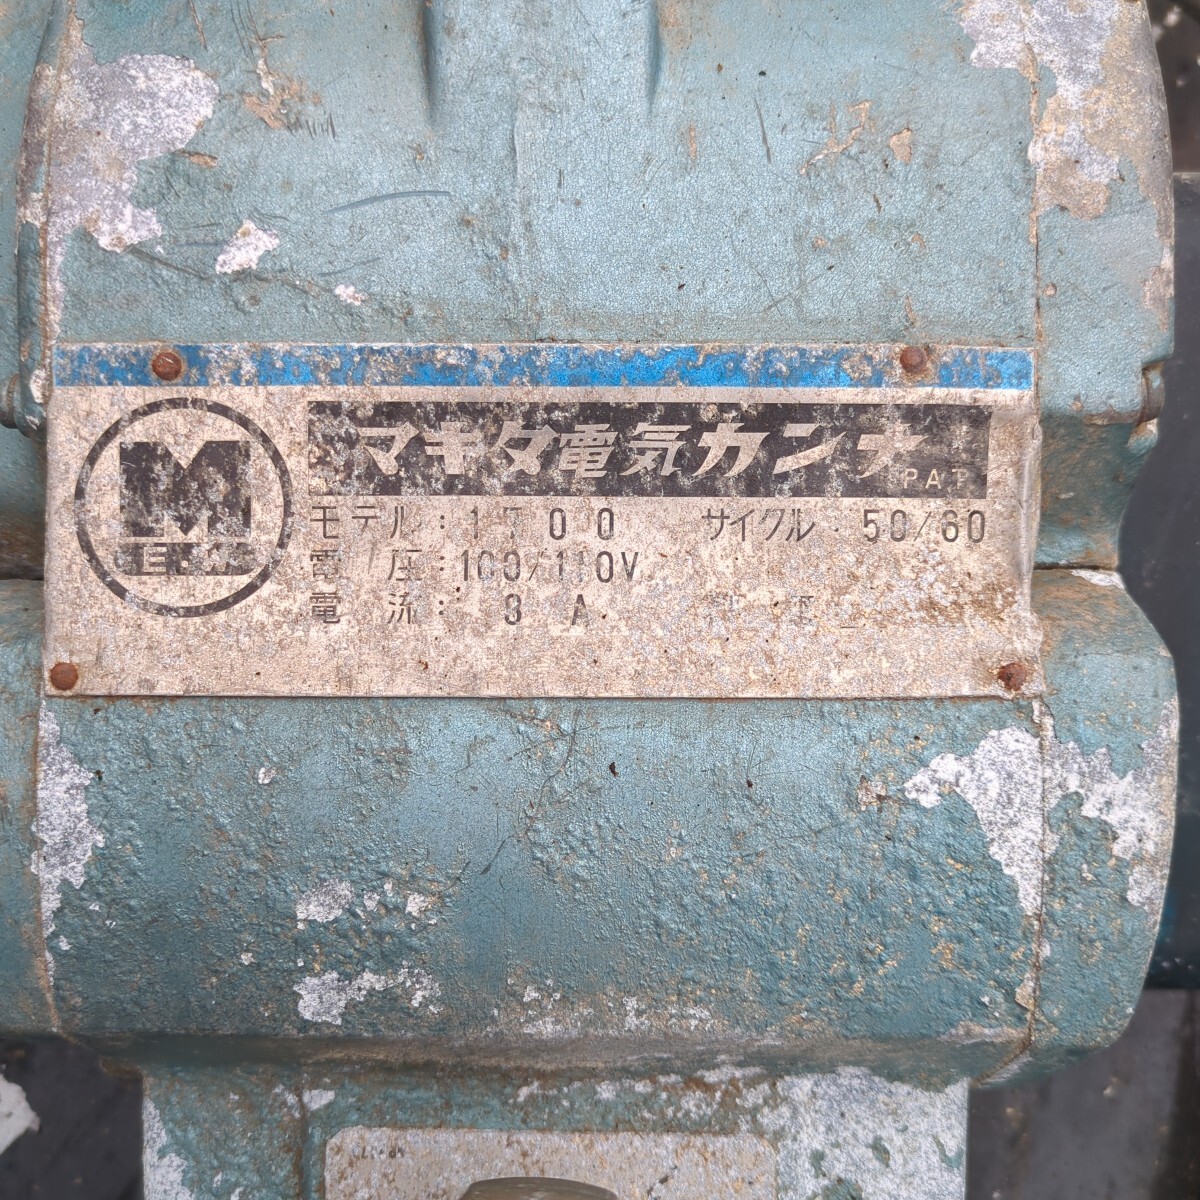 M
E.W.
マキタ電気カンナ
PAT
モデル:1700 サイクル・50/60
電圧:100/110V
電流: 8 A